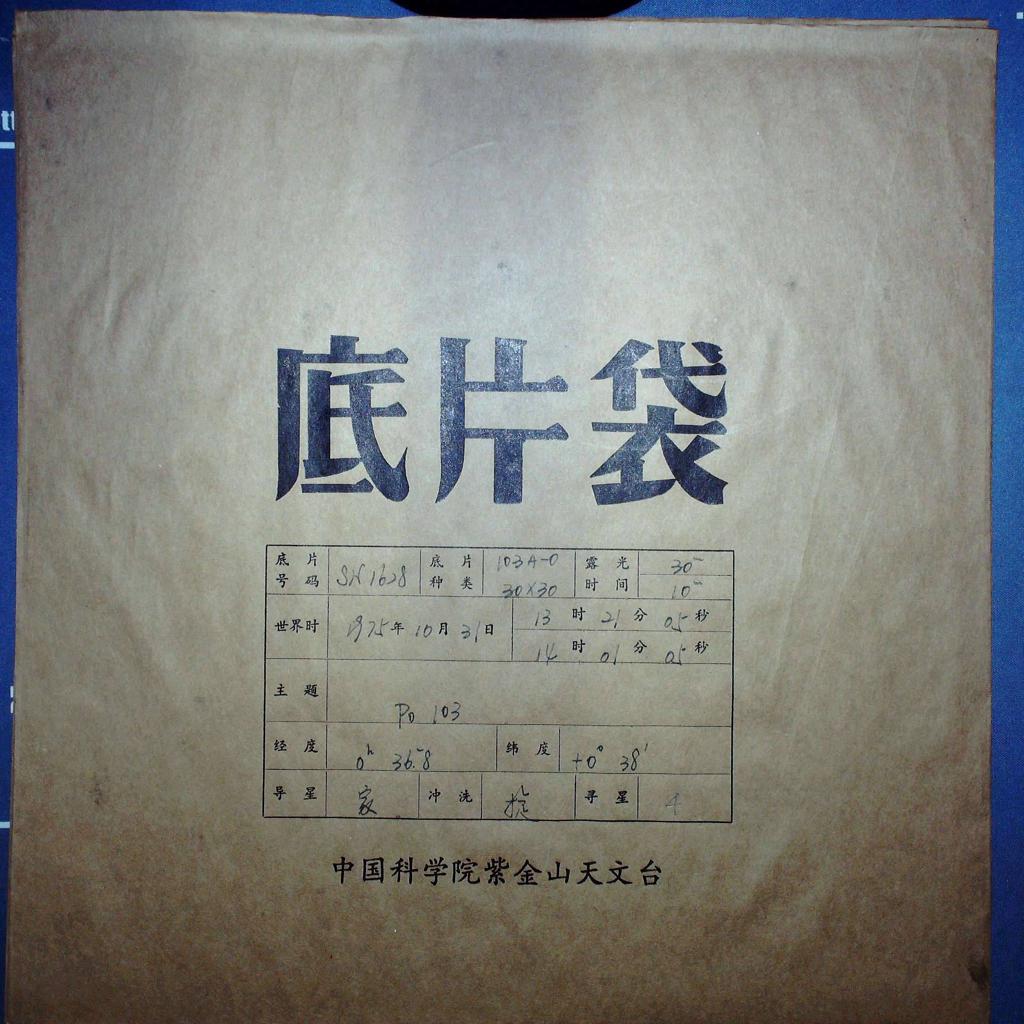 底片袋
底片号码 SH1628 底片种类 103A-O 30×30 露光时间 30m 10m
世界时 1975年10月31日 13时21分05秒
14时01分05秒
主题 Po 103
经度 0h 36m.8 纬度 +0° 38′
导星 家 冲洗 寻星 4
中国科学院紫金山天文台